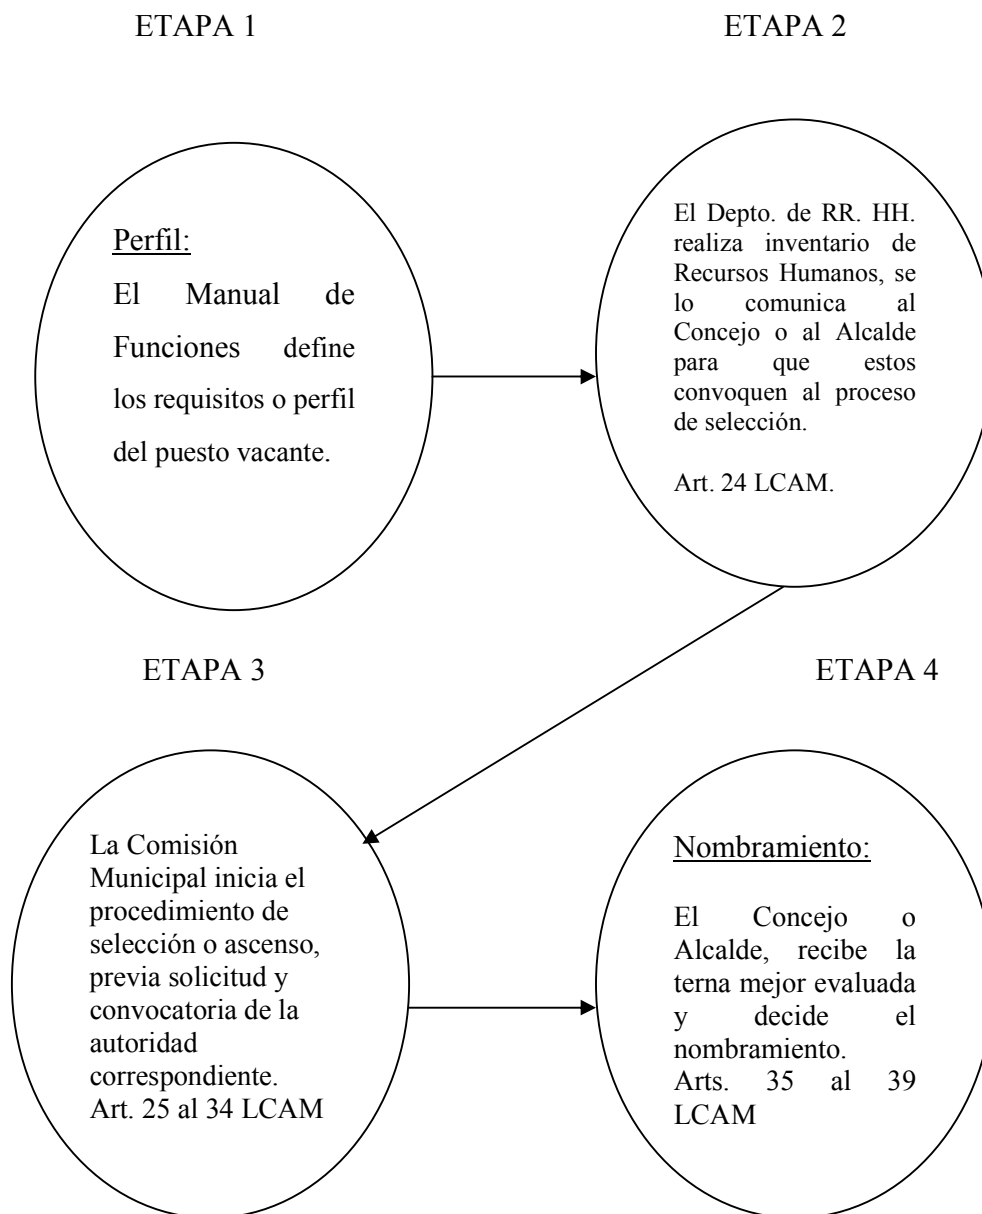 ETAPA 1
ETAPA 2
Perfil:
El Manual de
Funciones define
los requisitos o perfil
del puesto vacante.
El Depto. de RR. HH.
realiza inventario de
Recursos Humanos, se
lo comunica al
Concejo o al Alcalde
para que estos
convoquen al proceso
de selección.
Art. 24 LCAM.
ETAPA 3
ETAPA 4
La Comisión
Municipal inicia el
procedimiento de
selección o ascenso,
previa solicitud y
convocatoria de la
autoridad
correspondiente.
Art. 25 al 34 LCAM
Nombramiento:
El Concejo o
Alcalde, recibe la
terna mejor evaluada
y decide el
nombramiento.
Arts. 35 al 39
LCAM